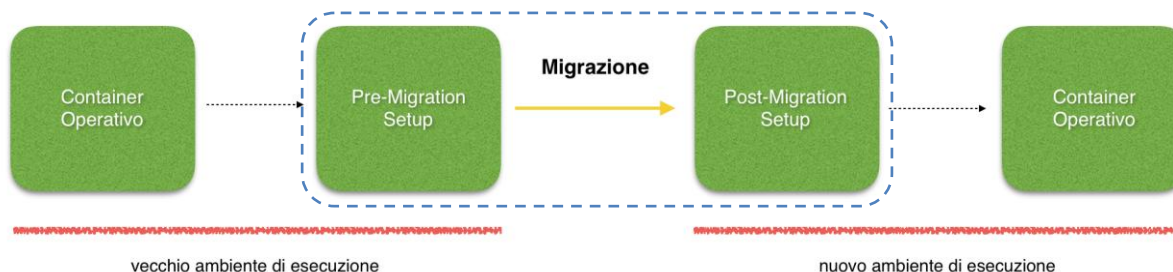 Container
Operativo
Pre-Migration
Setup
Migrazione
Post-Migration
Setup
Container
Operativo
vecchio ambiente di esecuzione
nuovo ambiente di esecuzione